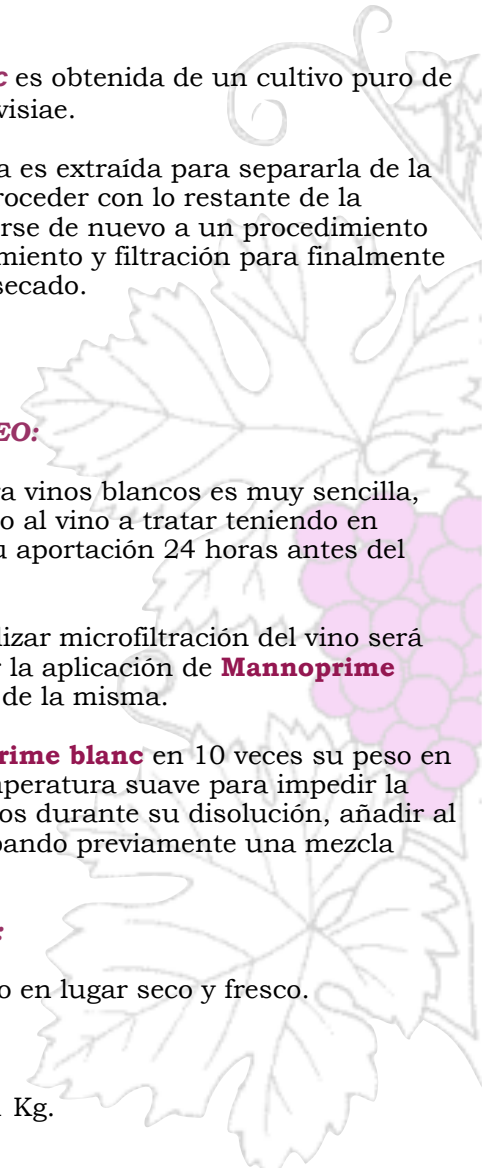 c es obtenida de un cultivo puro de
visiae.
a es extraída para separarla de la
roceder con lo restante de la
rse de nuevo a un procedimiento
miento y filtración para finalmente
secado.
EO:
a vinos blancos es muy sencilla,
o al vino a tratar teniendo en
u aportación 24 horas antes del
lizar microfiltración del vino será
r la aplicación de Mannoprime
de la misma.
rime blanc en 10 veces su peso en
peratura suave para impedir la
os durante su disolución, añadir al
bando previamente una mezcla
:
o en lugar seco y fresco.
Kg.